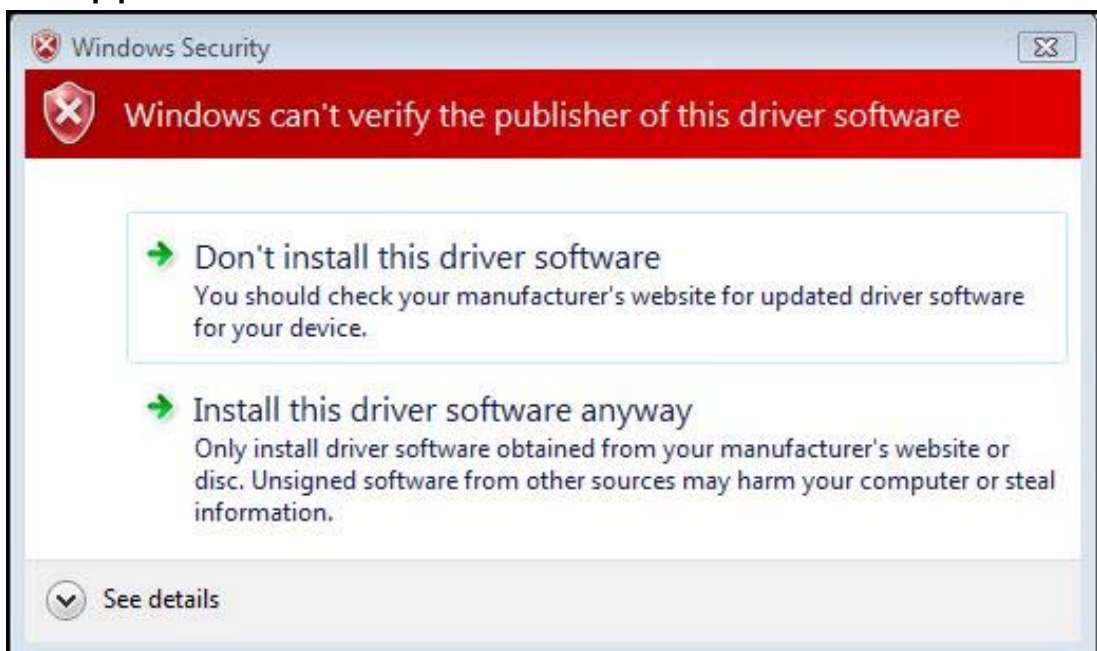 Windows Security
Windows can't verify the publisher of this driver software
Don't install this driver software
You should check your manufacturer's website for updated driver software
for your device.
Install this driver software anyway
Only install driver software obtained from your manufacturer's website or
disc. Unsigned software from other sources may harm your computer or steal
information.
See details